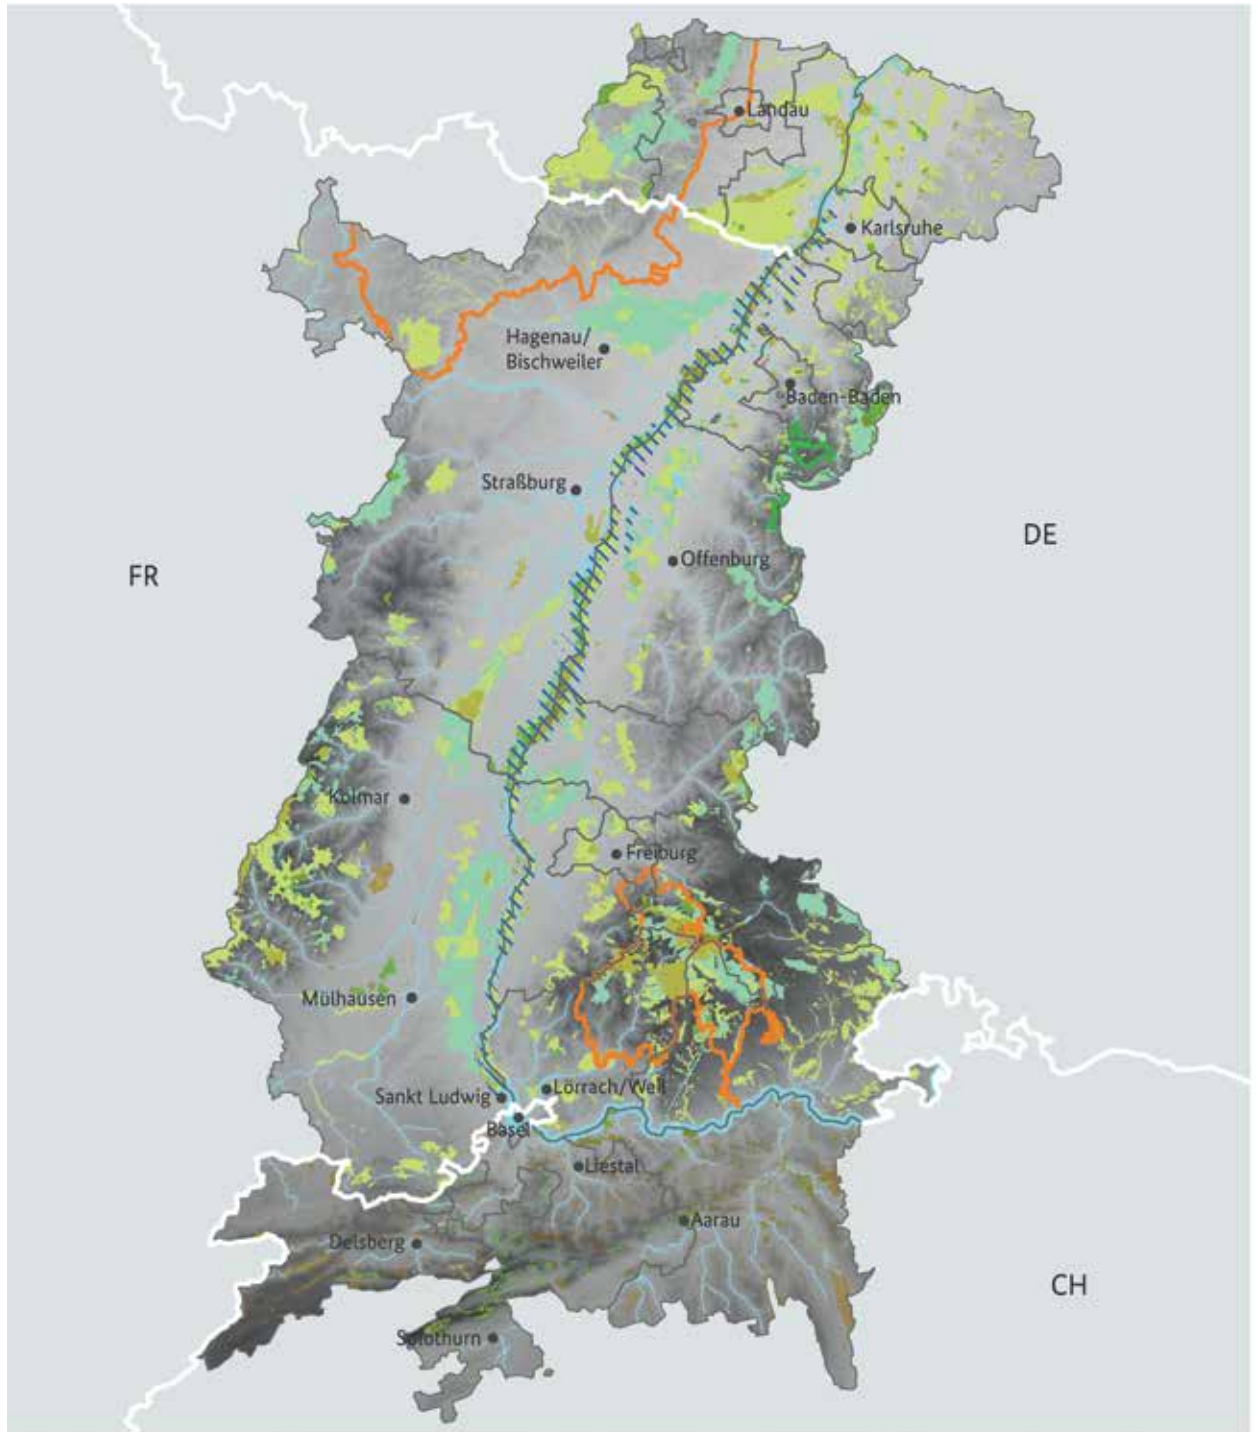 Landau
Karlsruhe
Hagenau/
Bischweiler
Baden-Baden
Straßburg
DE
Offenburg
FR
Kolmar
Freiburg
Mülhausen
Lörrach/Weil
Sankt Ludwig
Basel
Liestal
Aarau
Delsberg
CH
Solothurn